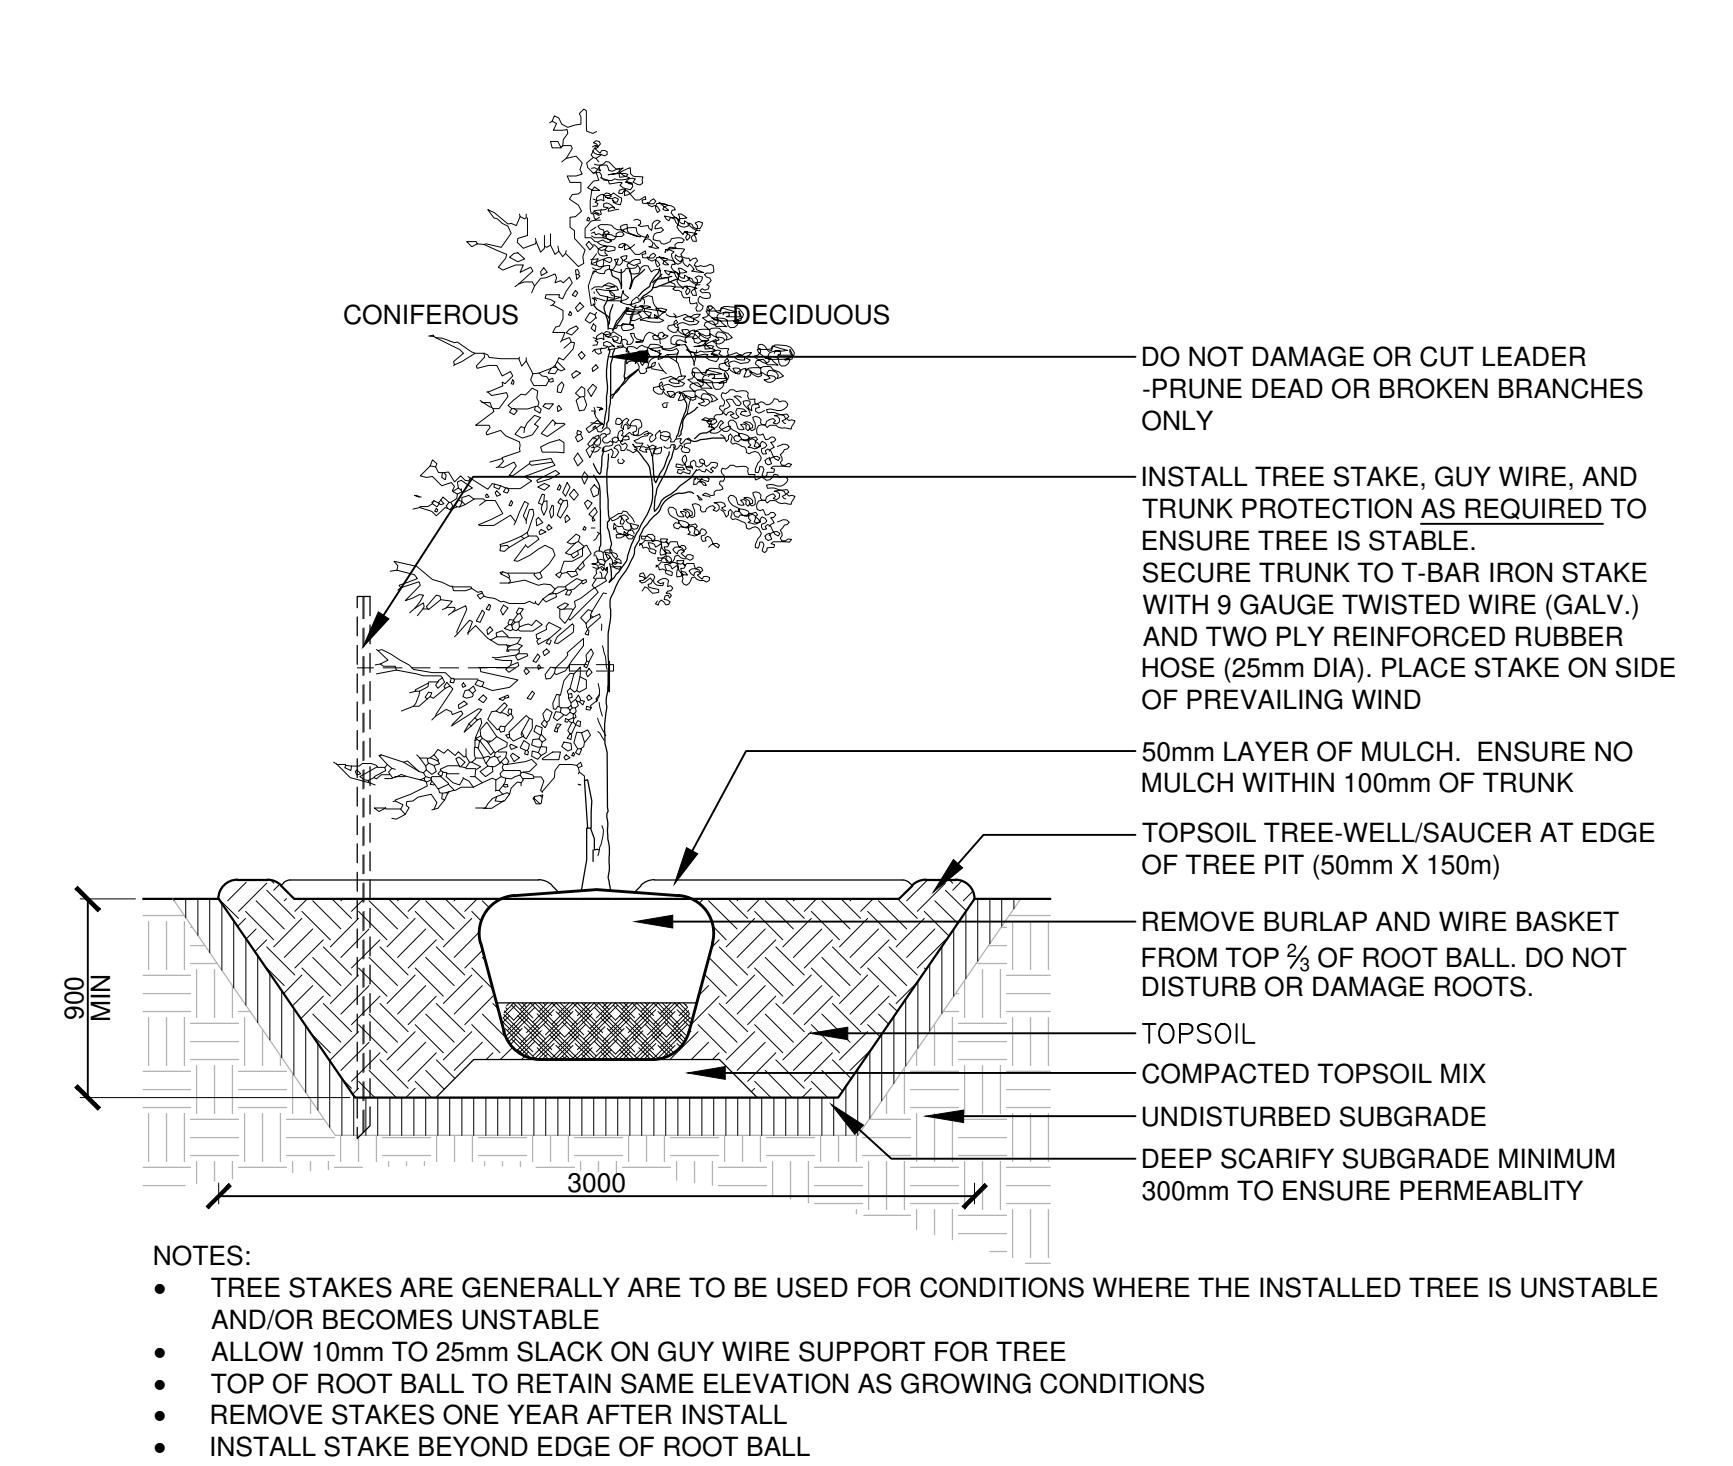 CONIFEROUS
DECIDUOUS
DO NOT DAMAGE OR CUT LEADER
-PRUNE DEAD OR BROKEN BRANCHES
ONLY
INSTALL TREE STAKE, GUY WIRE, AND
TRUNK PROTECTION AS REQUIRED TO
ENSURE TREE IS STABLE.
SECURE TRUNK TO T-BAR IRON STAKE
WITH 9 GAUGE TWISTED WIRE (GALV.)
AND TWO PLY REINFORCED RUBBER
HOSE (25mm DIA). PLACE STAKE ON SIDE
OF PREVAILING WIND
50mm LAYER OF MULCH.  ENSURE NO
MULCH WITHIN 100mm OF TRUNK
TOPSOIL TREE-WELL/SAUCER AT EDGE
OF TREE PIT (50mm X 150m)
REMOVE BURLAP AND WIRE BASKET
FROM TOP ⅔ OF ROOT BALL. DO NOT
DISTURB OR DAMAGE ROOTS.
TOPSOIL
COMPACTED TOPSOIL MIX
UNDISTURBED SUBGRADE
DEEP SCARIFY SUBGRADE MINIMUM
300mm TO ENSURE PERMEABLITY
900
MIN
3000
NOTES:
• TREE STAKES ARE GENERALLY ARE TO BE USED FOR CONDITIONS WHERE THE INSTALLED TREE IS UNSTABLE
AND/OR BECOMES UNSTABLE
• ALLOW 10mm TO 25mm SLACK ON GUY WIRE SUPPORT FOR TREE
• TOP OF ROOT BALL TO RETAIN SAME ELEVATION AS GROWING CONDITIONS
• REMOVE STAKES ONE YEAR AFTER INSTALL
• INSTALL STAKE BEYOND EDGE OF ROOT BALL